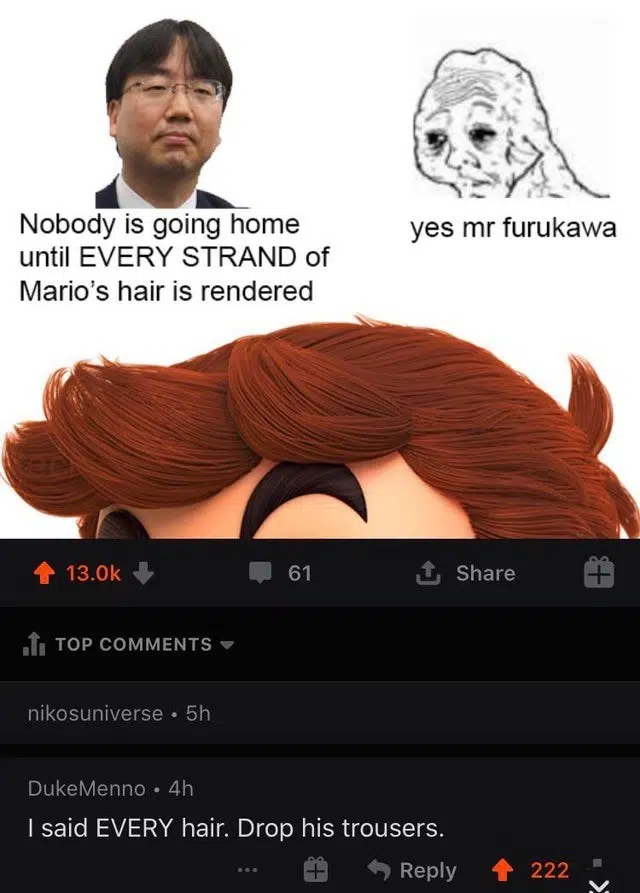 Nobody is going home
until EVERY STRAND of
Mario's hair is rendered
yes mr furukawa
13.0k
61
Share
TOP COMMENTS
nikosuniverse • 5h
DukeMenno • 4h
I said EVERY hair. Drop his trousers.
Reply
222